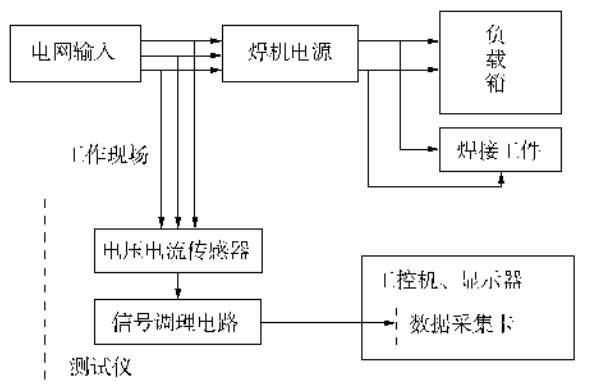 电网输入
焊机电源
负
载
箱
工作现场
焊接工件
电压电流传感器
工控机、显示器
信号调理电路
数据采集卡
测试仪